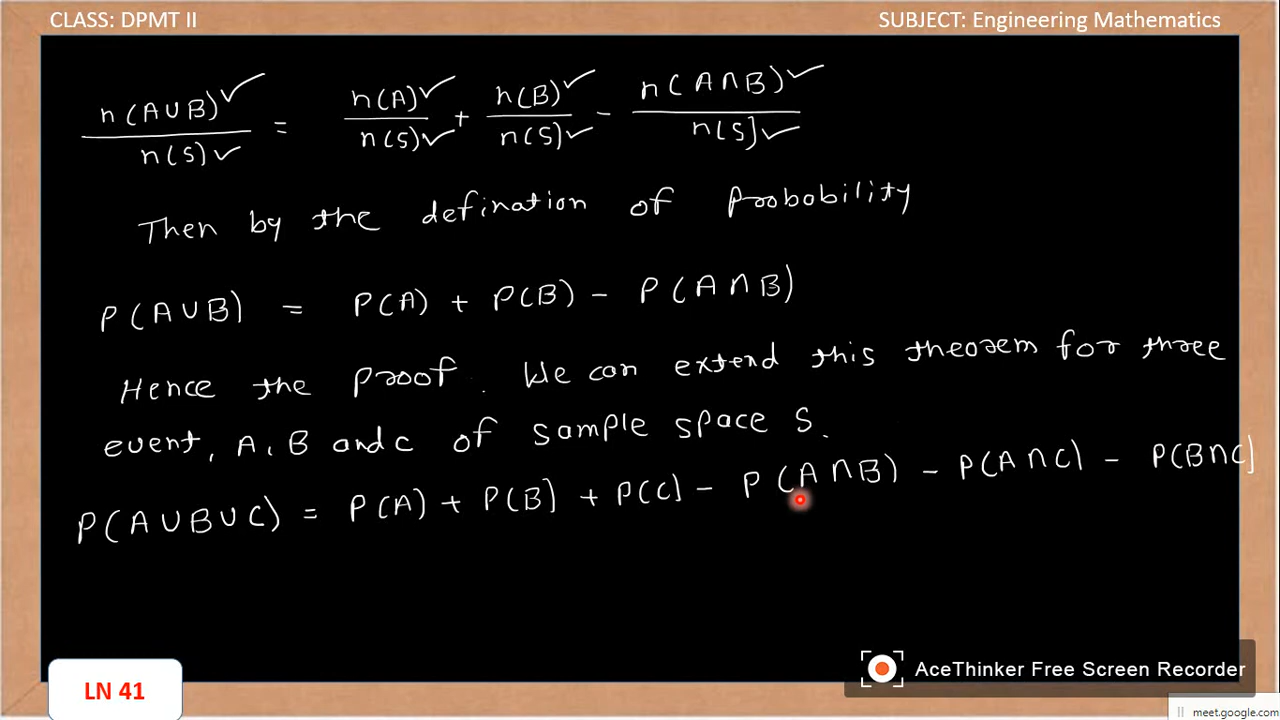 CLASS: DPMT II
SUBJECT: Engineering Mathematics
n(A∪B)✓/n(S)✓ = n(A)✓/n(S)✓ + n(B)✓/n(S)✓ - n(A∩B)✓/n(S]✓
Then by the defination of probobility
P(A∪B) = P(A) + P(B) - P(A∩B)
Hence the proof. We can extend this theorem for three
event, A, B and c of sample space S.
P(A∪B∪C) = P(A) + P(B] + P(C] - P(A∩B) - P(A∩C) - P(B∩C]
LN 41
AceThinker Free Screen Recorder
meet.google.com